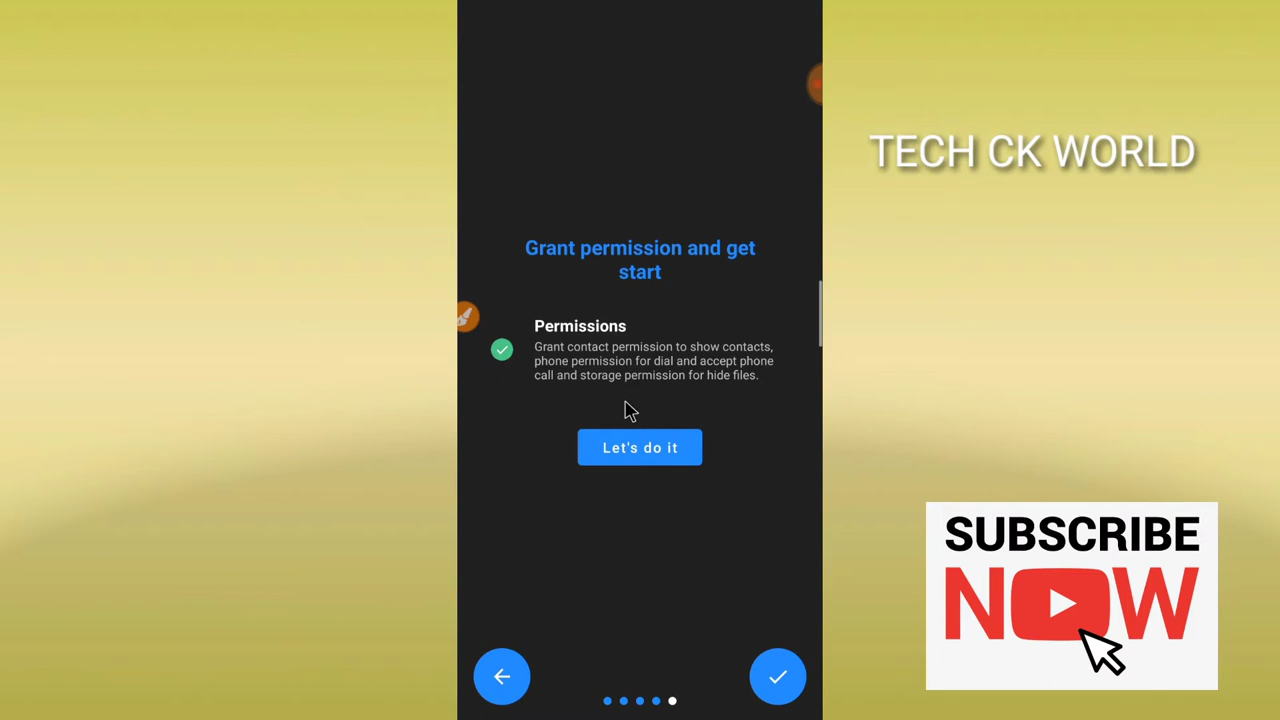 TECH CK WORLD
Grant permission and get
start
Permissions
Grant contact permission to show contacts,
phone permission for dial and accept phone
call and storage permission for hide files.
Let's do it
SUBSCRIBE
NOW